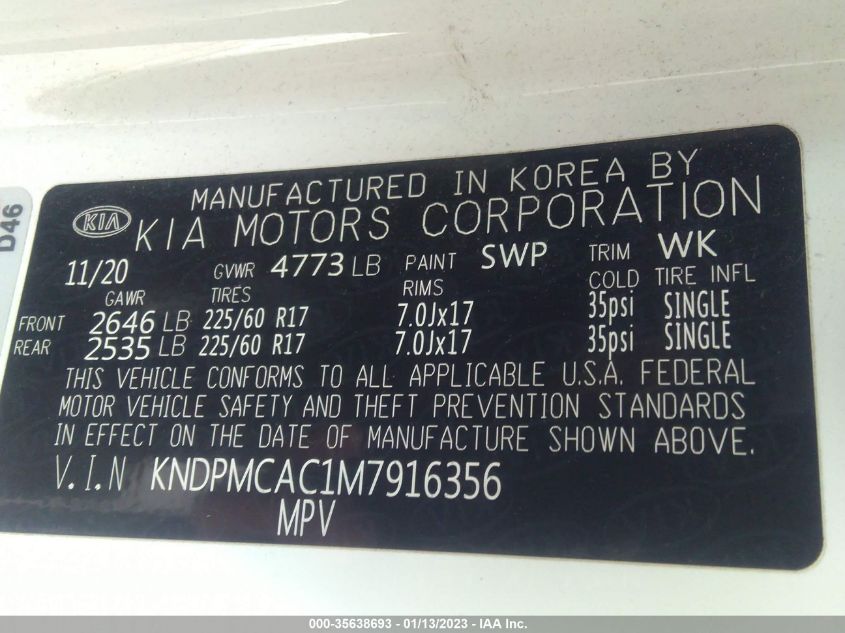 D46
MANUFACTURED IN KOREA BY
KIA KIA MOTORS CORPORATION
11/20 GVWR 4773 LB PAINT SWP TRIM WK
GAWR TIRES RIMS COLD TIRE INFL
FRONT 2646 LB 225/60 R17 7.0Jx17 35psi SINGLE
REAR 2535 LB 225/60 R17 7.0Jx17 35psi SINGLE
THIS VEHICLE CONFORMS TO ALL APPLICABLE U.S.A. FEDERAL
MOTOR VEHICLE SAFETY AND THEFT PREVENTION STANDARDS
IN EFFECT ON THE DATE OF MANUFACTURE SHOWN ABOVE.
V.I.N KNDPMCAC1M7916356
MPV
000-35638693 - 01/13/2023 - IAA Inc.